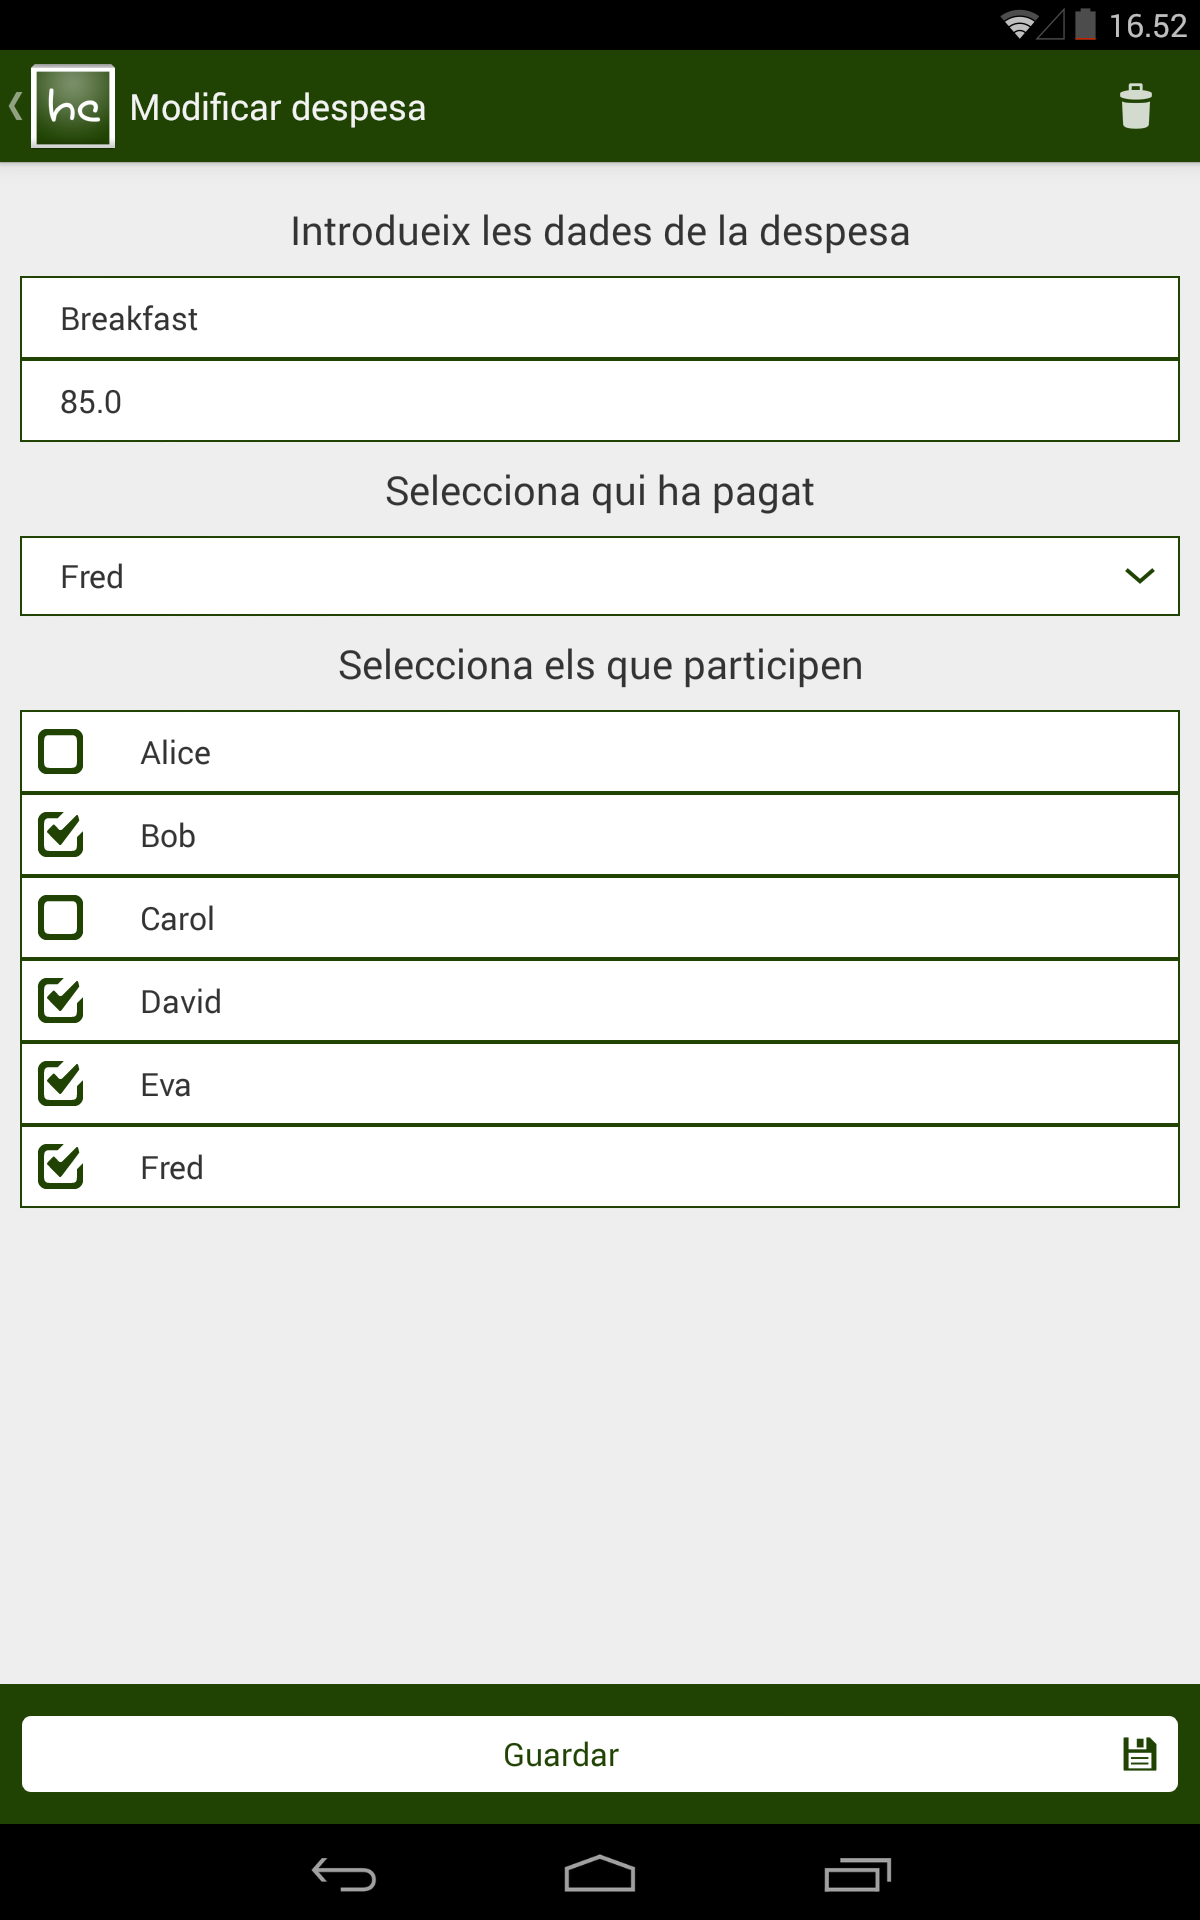 16.52
hc Modificar despesa
Introdueix les dades de la despesa
Breakfast
85.0
Selecciona qui ha pagat
Fred
Selecciona els que participen
Alice
Bob
Carol
David
Eva
Fred
Guardar